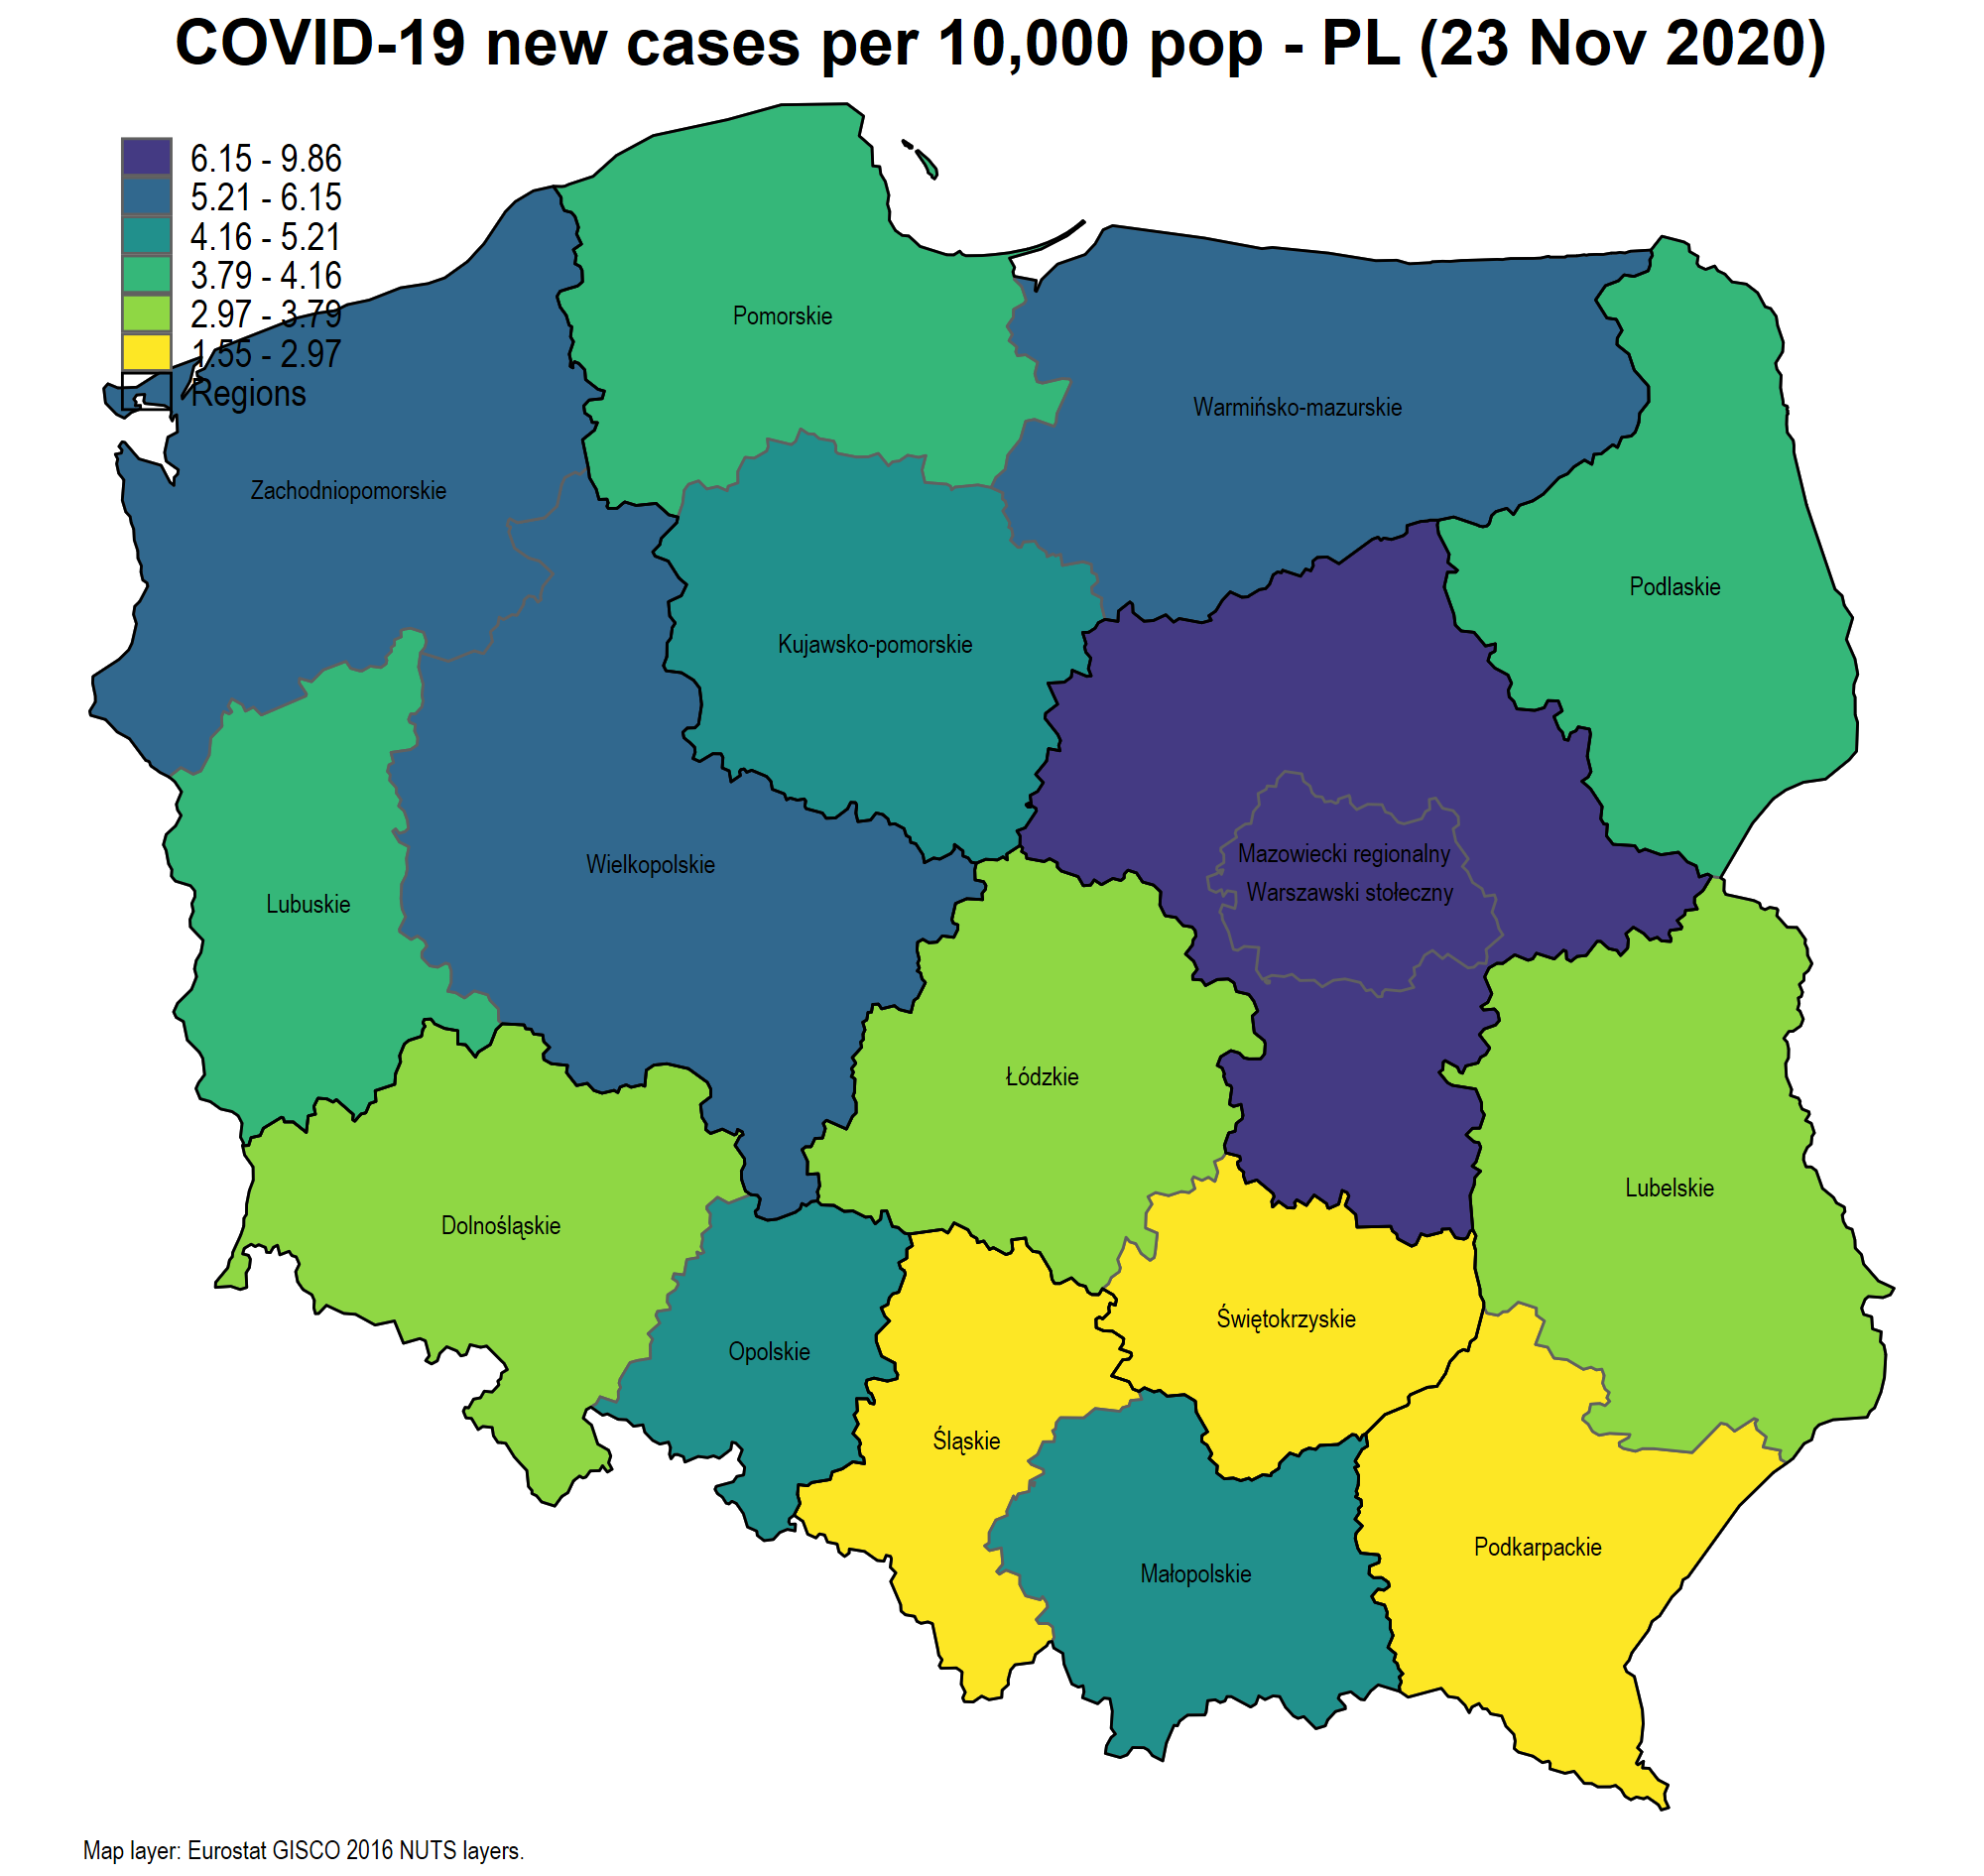 COVID-19 new cases per 10,000 pop - PL (23 Nov 2020)
6.15 - 9.86
5.21 - 6.15
4.16 - 5.21
3.79 - 4.16
2.97 - 3.79
1.55 - 2.97
Regions
Pomorskie
Warmińsko-mazurskie
Zachodniopomorskie
Podlaskie
Kujawsko-pomorskie
Mazowiecki regionalny
Wielkopolskie
Warszawski stołeczny
Lubuskie
Łódzkie
Lubelskie
Dolnośląskie
Świętokrzyskie
Opolskie
Śląskie
Podkarpackie
Małopolskie
Map layer: Eurostat GISCO 2016 NUTS layers.